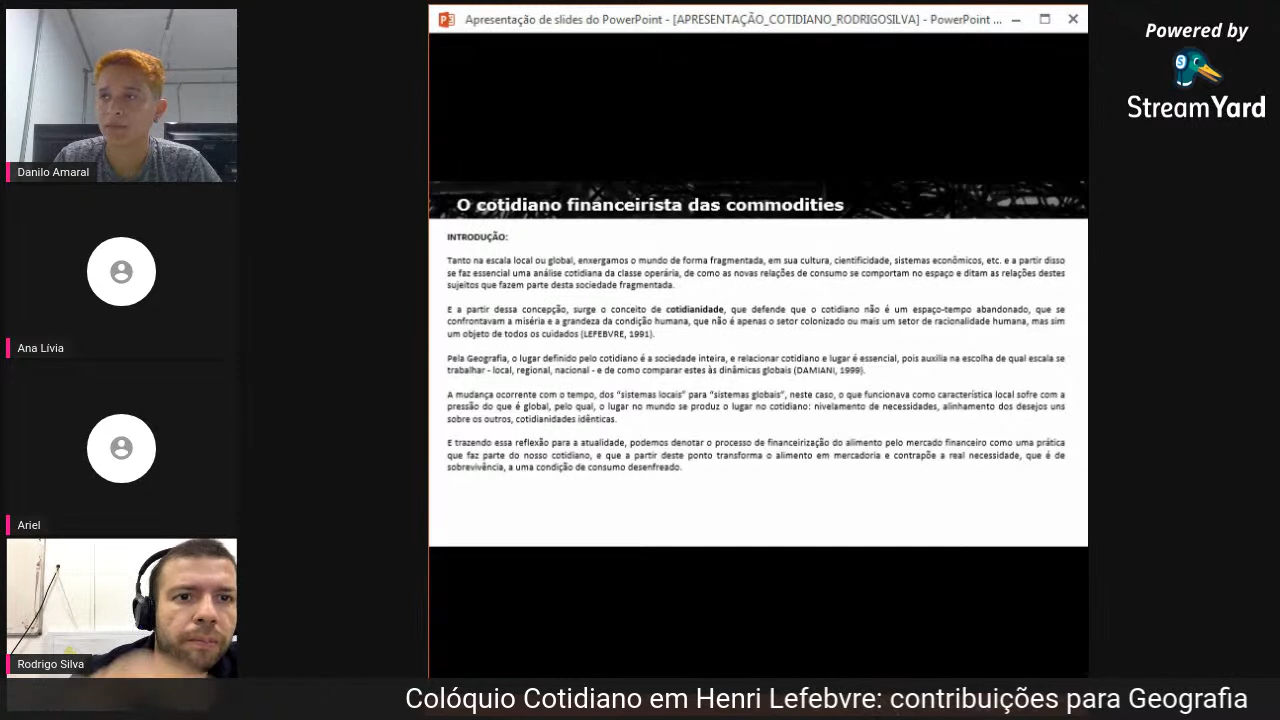 Apresentação de slides do PowerPoint - [APRESENTAÇÃO_COTIDIANO_RODRIGOSILVA] - PowerPoint ...
Powered by
StreamYard
Danilo Amaral
Ana Lívia
Ariel
Rodrigo Silva
O cotidiano financeirista das commodities
INTRODUÇÃO:
Tanto na escala local ou global, enxergamos o mundo de forma fragmentada, em sua cultura, cientificidade, sistemas econômicos, etc. e a partir disso
se faz essencial uma análise cotidiana da classe operária, de como as novas relações de consumo se comportam no espaço e ditam as relações destes
sujeitos que fazem parte desta sociedade fragmentada.
E a partir dessa concepção, surge o conceito de cotidianidade, que defende que o cotidiano não é um espaço-tempo abandonado, que se
confrontavam a miséria e a grandeza da condição humana, que não é apenas o setor colonizado ou mais um setor de racionalidade humana, mas sim
um objeto de todos os cuidados (LEFEBVRE, 1991).
Pela Geografia, o lugar definido pelo cotidiano é a sociedade inteira, e relacionar cotidiano e lugar é essencial, pois auxilia na escolha de qual escala se
trabalhar - local, regional, nacional - e de como comparar estes às dinâmicas globais (DAMIANI, 1999).
A mudança ocorrente com o tempo, dos “sistemas locais” para “sistemas globais”, neste caso, o que funcionava como característica local sofre com a
pressão do que é global, pelo qual, o lugar no mundo se produz o lugar no cotidiano: nivelamento de necessidades, alinhamento dos desejos uns
sobre os outros, cotidianidades idênticas.
E trazendo essa reflexão para a atualidade, podemos denotar o processo de financeirização do alimento pelo mercado financeiro como uma prática
que faz parte do nosso cotidiano, e que a partir deste ponto transforma o alimento em mercadoria e contrapõe a real necessidade, que é de
sobrevivência, a uma condição de consumo desenfreado.
Colóquio Cotidiano em Henri Lefebvre: contribuições para Geografia